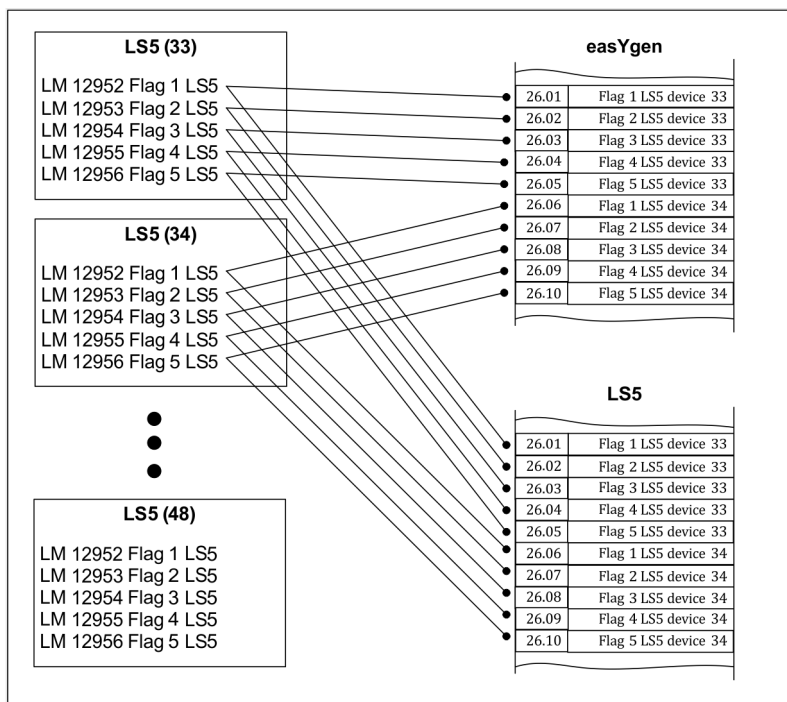 LS5 (33)
LM 12952 Flag 1 LS5
LM 12953 Flag 2 LS5
LM 12954 Flag 3 LS5
LM 12955 Flag 4 LS5
LM 12956 Flag 5 LS5
LS5 (34)
LM 12952 Flag 1 LS5
LM 12953 Flag 2 LS5
LM 12954 Flag 3 LS5
LM 12955 Flag 4 LS5
LM 12956 Flag 5 LS5
LS5 (48)
LM 12952 Flag 1 LS5
LM 12953 Flag 2 LS5
LM 12954 Flag 3 LS5
LM 12955 Flag 4 LS5
LM 12956 Flag 5 LS5
easYgen
26.01 Flag 1 LS5 device 33
26.02 Flag 2 LS5 device 33
26.03 Flag 3 LS5 device 33
26.04 Flag 4 LS5 device 33
26.05 Flag 5 LS5 device 33
26.06 Flag 1 LS5 device 34
26.07 Flag 2 LS5 device 34
26.08 Flag 3 LS5 device 34
26.09 Flag 4 LS5 device 34
26.10 Flag 5 LS5 device 34
LS5
26.01 Flag 1 LS5 device 33
26.02 Flag 2 LS5 device 33
26.03 Flag 3 LS5 device 33
26.04 Flag 4 LS5 device 33
26.05 Flag 5 LS5 device 33
26.06 Flag 1 LS5 device 34
26.07 Flag 2 LS5 device 34
26.08 Flag 3 LS5 device 34
26.09 Flag 4 LS5 device 34
26.10 Flag 5 LS5 device 34